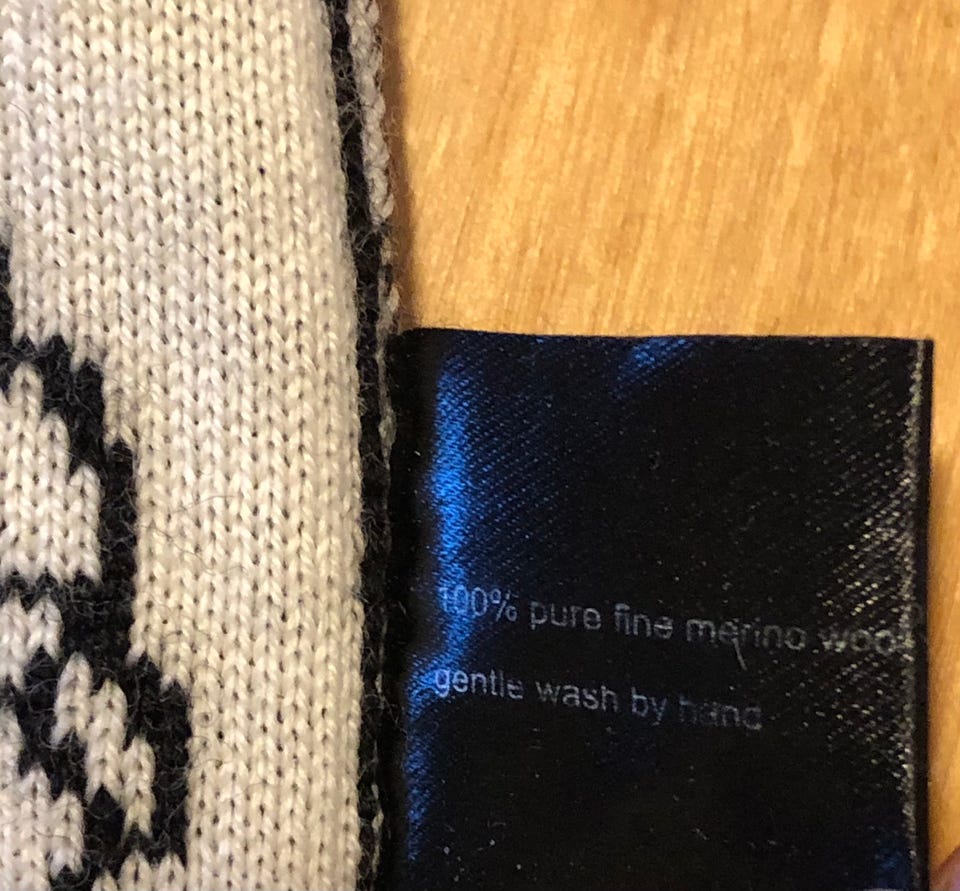 100% pure fine merino wool
gentle wash by hand